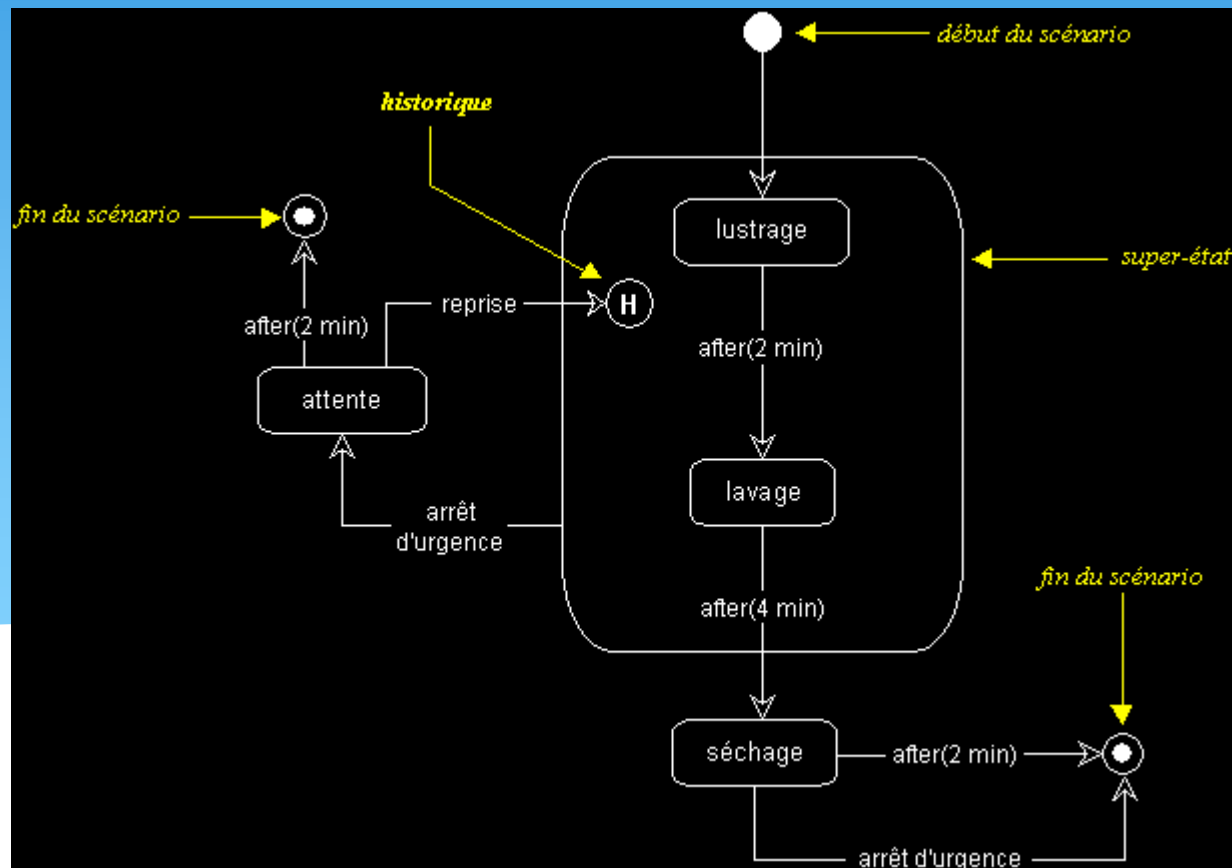 début du scénario
historique
fin du scénario
lustrage
super-état
H
reprise
after(2 min)
after(2 min)
attente
lavage
arrêt
d'urgence
fin du scénario
after(4 min)
séchage
after(2 min)
arrêt d'urgence